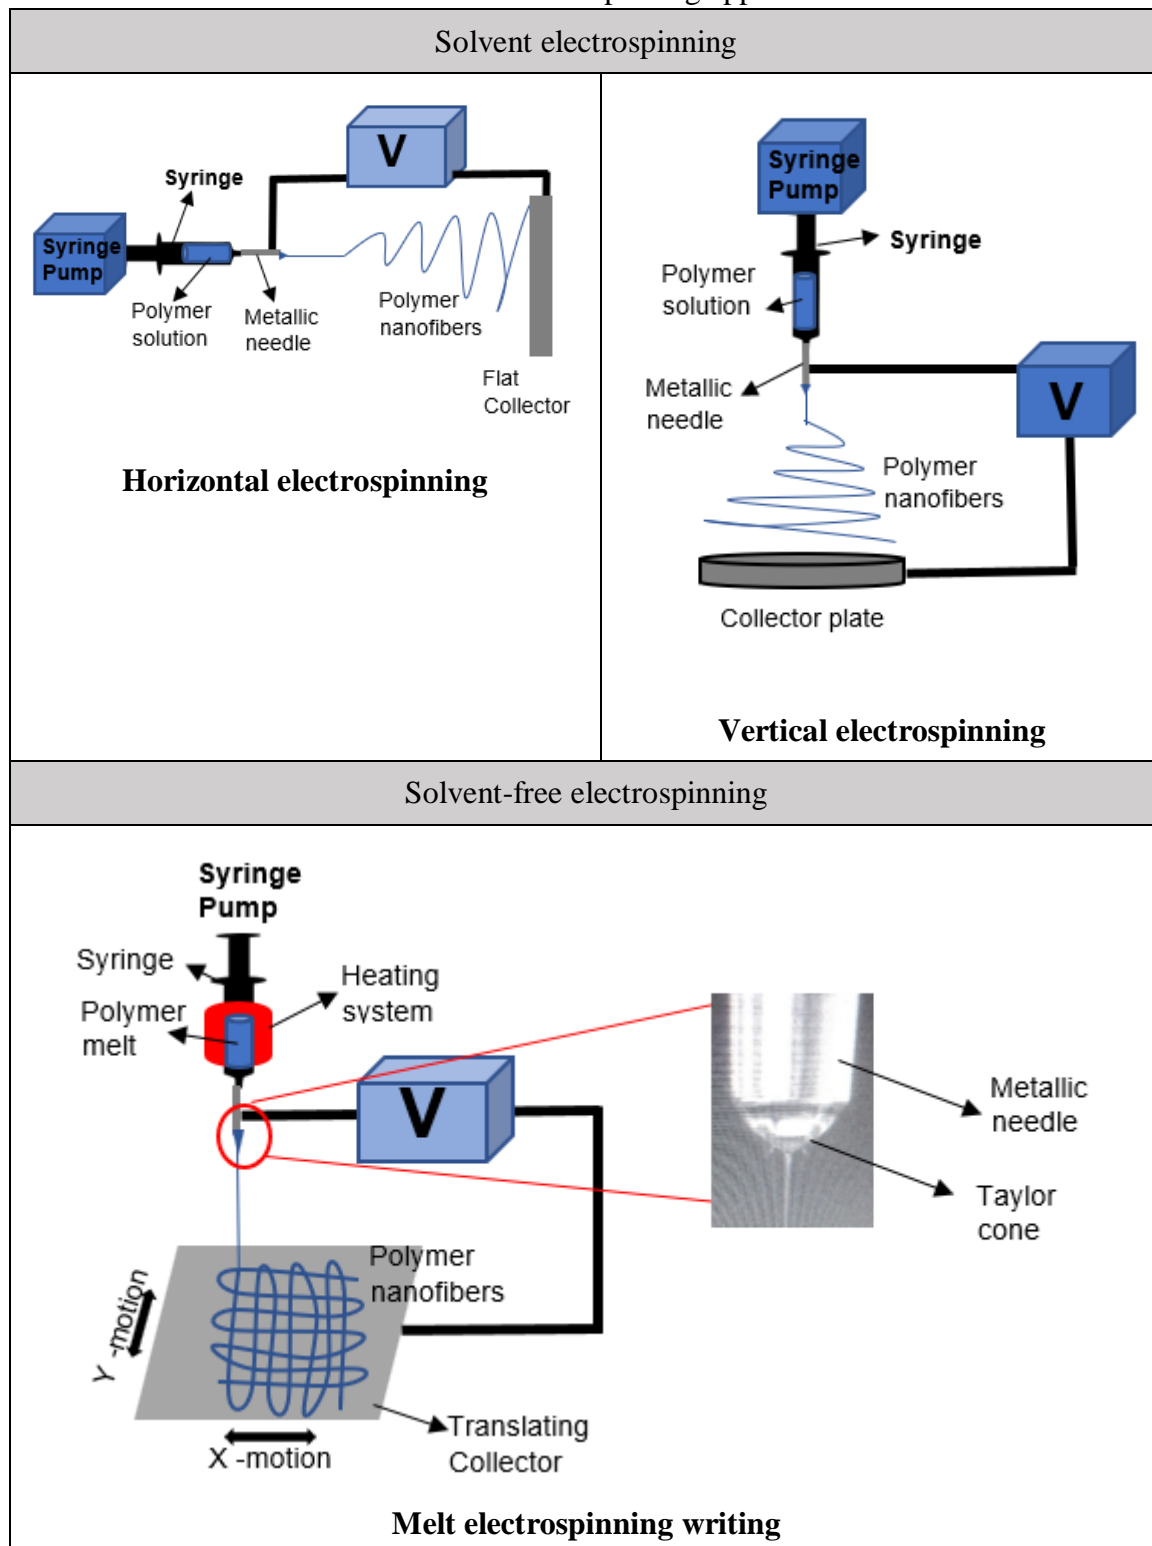 Solvent electrospinning
V
Syringe
Syringe
Pump
Polymer
solution
Metallic
needle
Polymer
nanofibers
Flat
Collector
Horizontal electrospinning
Syringe
Pump
Syringe
Polymer
solution
Metallic
needle
V
Polymer
nanofibers
Collector plate
Vertical electrospinning
Solvent-free electrospinning
Syringe
Pump
Syringe
Heating
system
Polymer
melt
V
Metallic
needle
Taylor
cone
Polymer
nanofibers
Y -motion
X -motion
Translating
Collector
Melt electrospinning writing